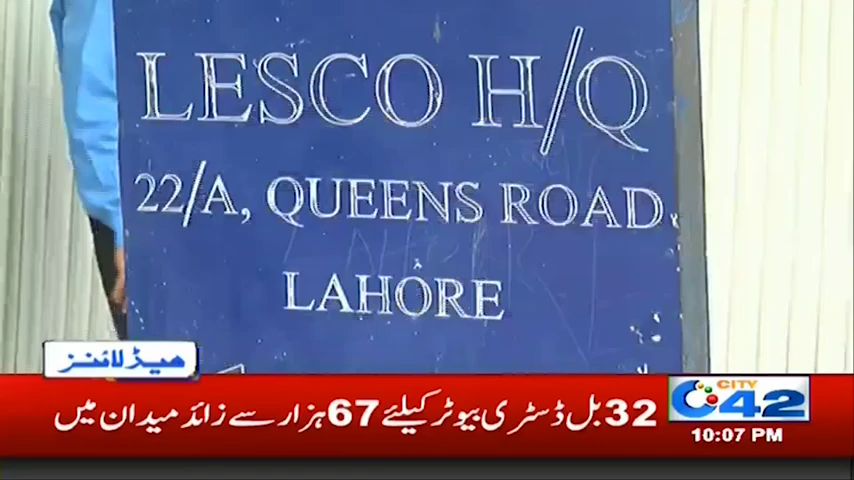 LESCO H/Q
22/A, QUEENS ROAD
LAHORE
ہیڈلائنز
32 بل ڈسٹری بیوٹر کیلئے 67 ہزار سے زائد میدان میں
CITY
42
10:07 PM